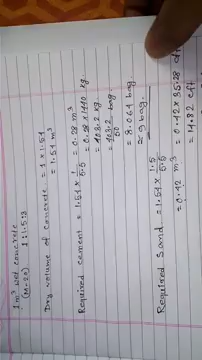 1 m³ wet concrete
(M-20) 1:1.5:3
Dry volume of concrete = 1 × 1.54
= 1.54 m³
Required cement = 1.54 × 1/5.5 = 0.28 m³
= 0.28 × 1440 kg.
= 403.2 kg.
= 403.2/50 bag.
= 8.064 bag
≈ 9 bag.
Required Sand = 1.54 × 1.5/5.5
= 0.42 m³ = 0.42 × 35.28 cft
= 14.82 cft